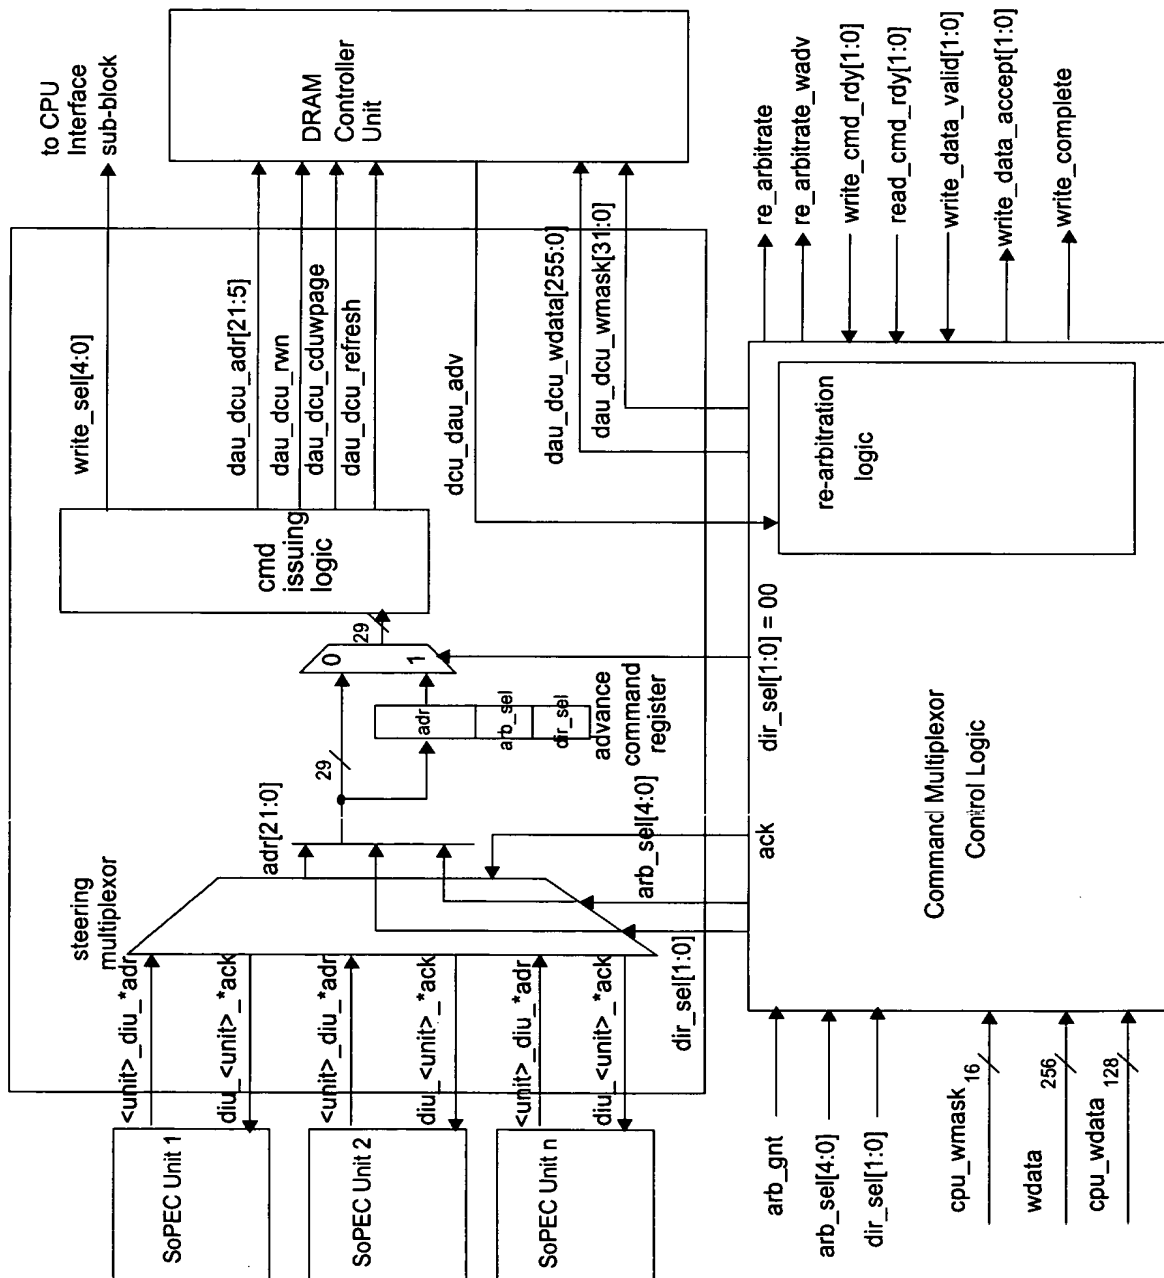 to CPU
Interface
sub-block
write_sel[4:0]
DRAM
Controller
Unit
dau_dcu_adr[21:5]
dau_dcu_rwn
dau_dcu_cduwpage
dau_dcu_refresh
dcu_dau_adv
dau_dcu_wdata[255:0]
dau_dcu_wmask[31:0]
cmd
issuing
logic
29
0
1
adr
arb_sel
dir_sel
advance
command
register
29
adr[21:0]
steering
multiplexor
arb_sel[4:0]
dir_sel[1:0]
ack
dir_sel[1:0] = 00
<unit>_diu_*adr
diu_<unit>_*ack
<unit>_diu_*adr
diu_<unit>_*ack
<unit>_diu_*adr
diu_<unit>_*ack
SoPEC Unit 1
SoPEC Unit 2
SoPEC Unit n
re-arbitration
logic
Command Multiplexor
Control Logic
re_arbitrate
re_arbitrate_wadv
write_cmd_rdy[1:0]
read_cmd_rdy[1:0]
write_data_valid[1:0]
write_data_accept[1:0]
write_complete
arb_gnt
arb_sel[4:0]
dir_sel[1:0]
cpu_wmask
16
wdata
256
cpu_wdata
128